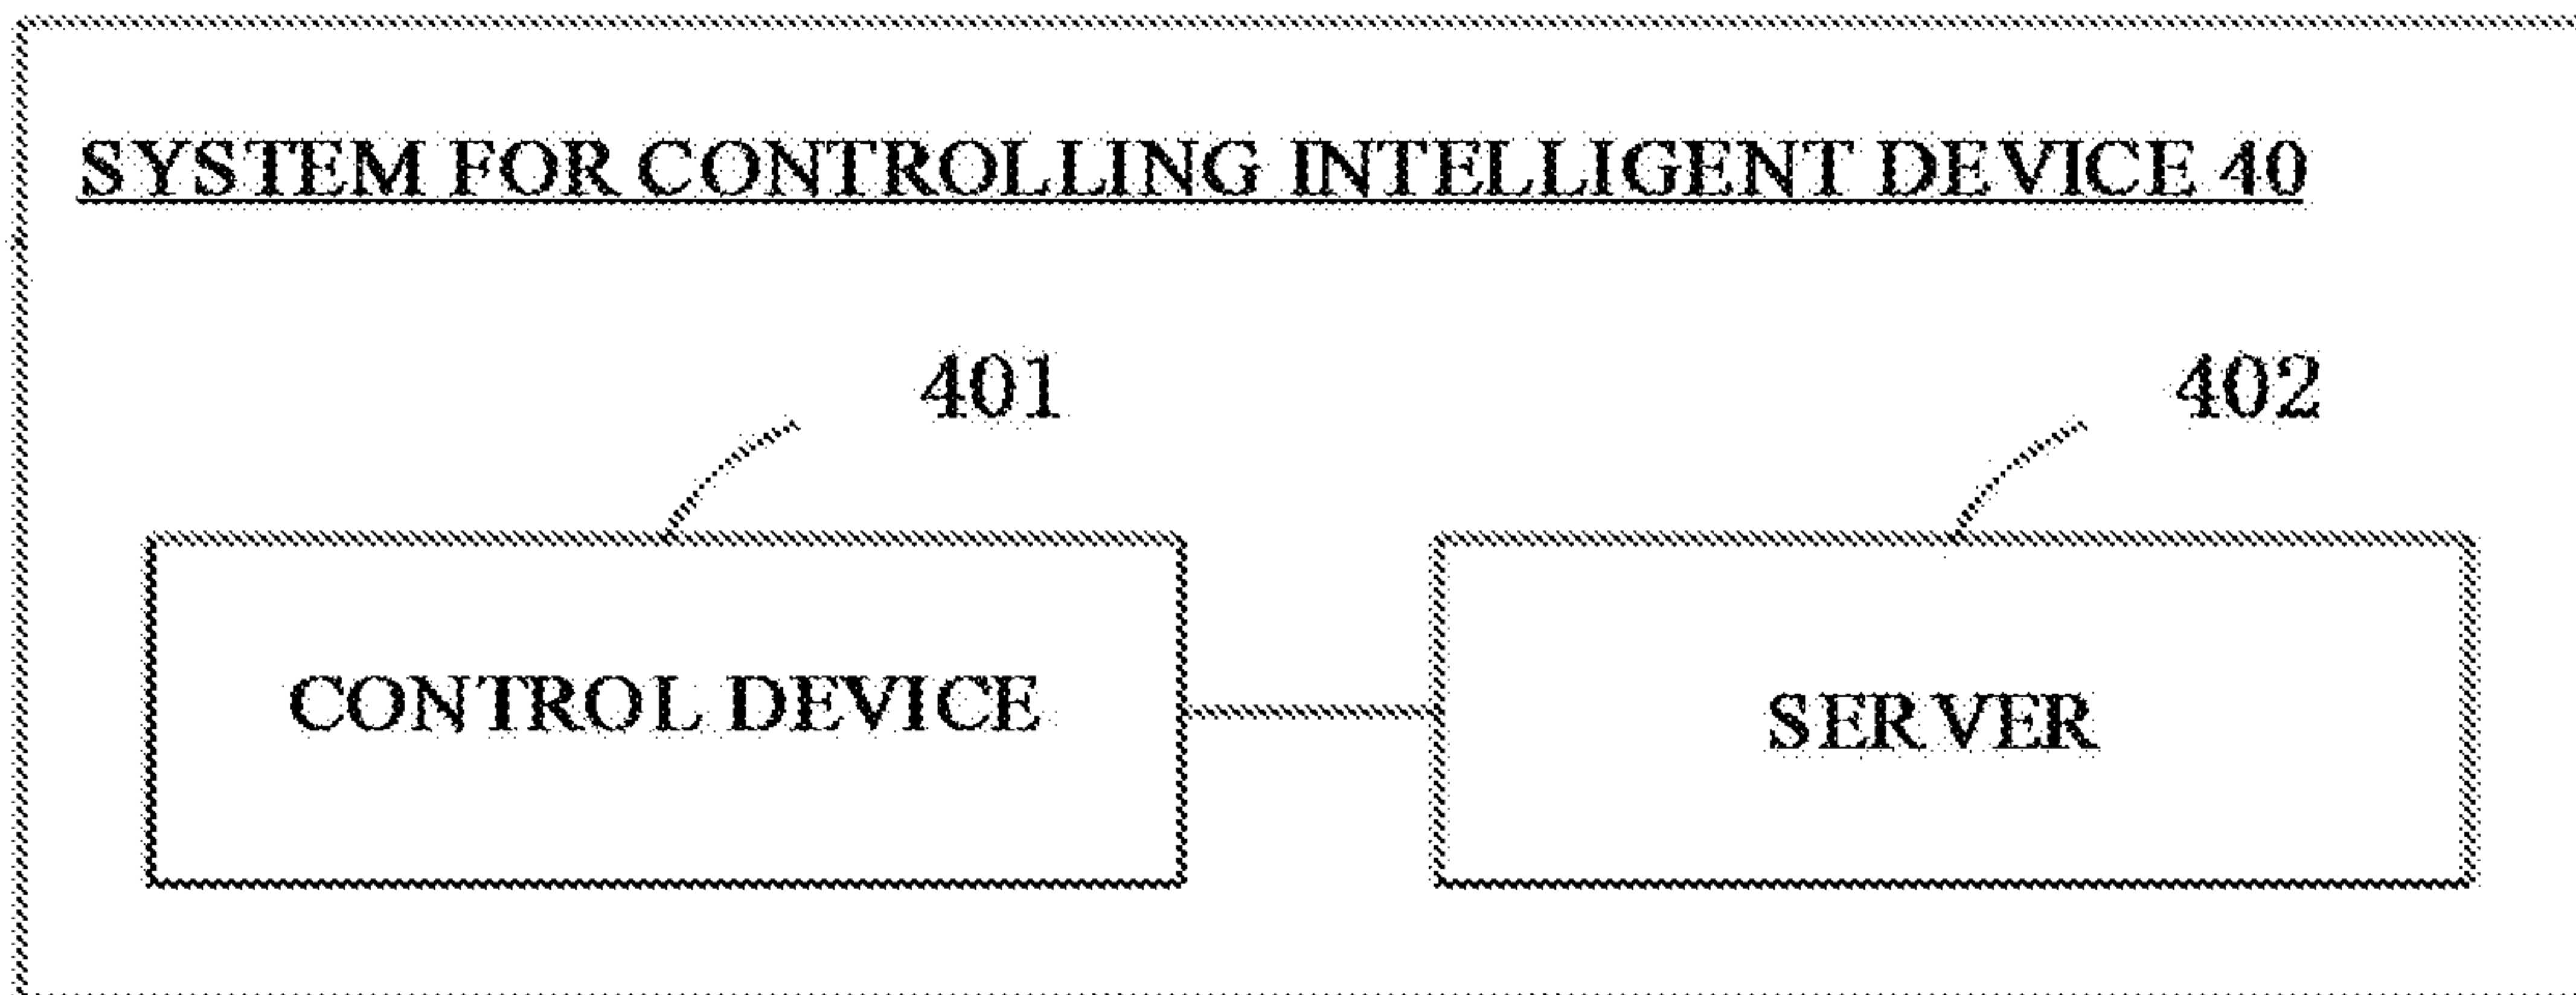 SYSTEM FOR CONTROLLING INTELLIGENT DEVICE 40
401
402
CONTROL DEVICE
SERVER